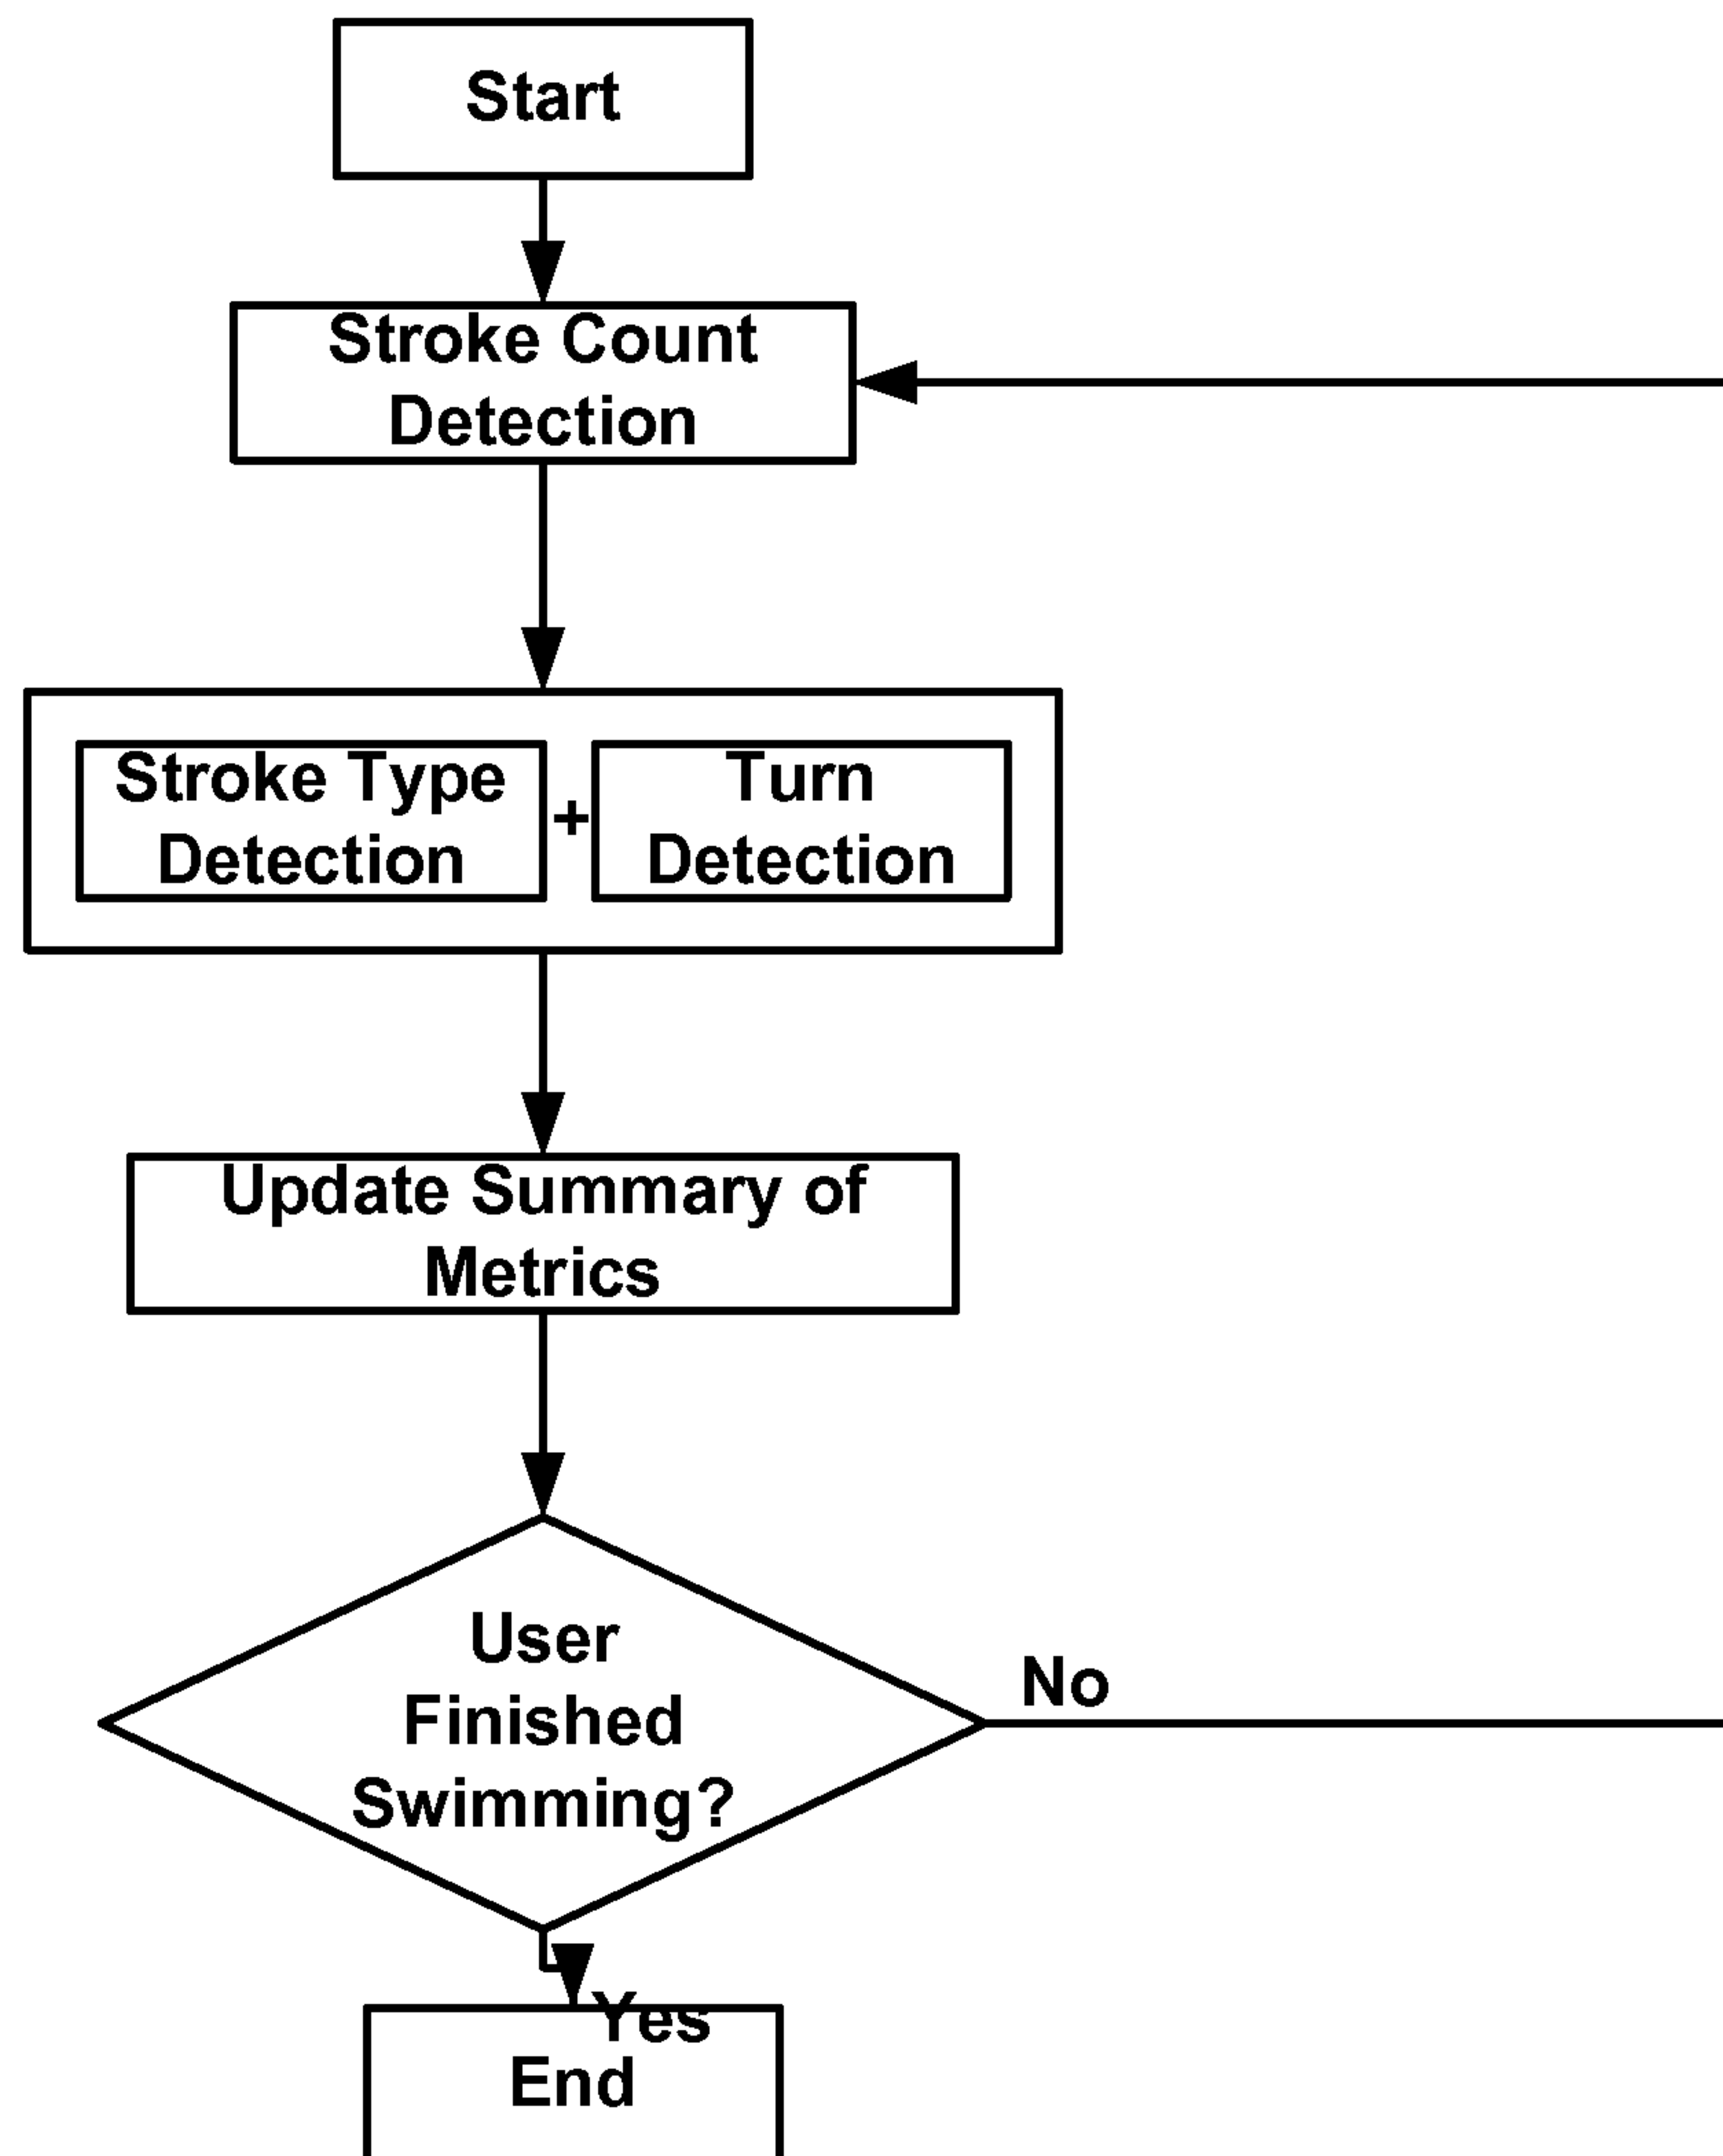 Start
Stroke Count
Detection
Stroke Type
Detection
+
Turn
Detection
Update Summary of
Metrics
User
Finished
Swimming?
No
Yes
End